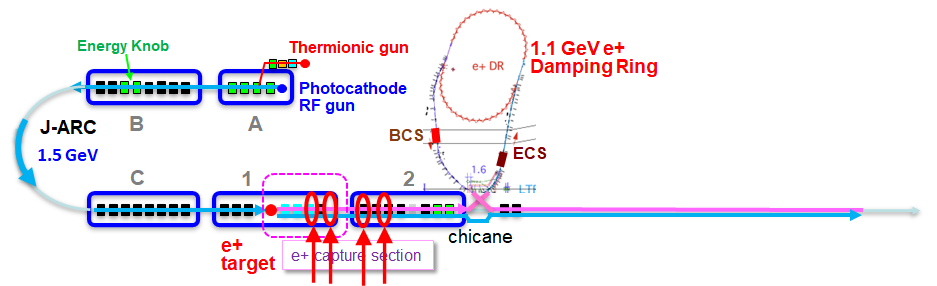 Energy Knob
Thermionic gun
Photocathode
RF gun
1.1 GeV e+
Damping Ring
e+ DR
B
A
J-ARC
1.5 GeV
BCS
ECS
1.6
C
1
2
LTR
chicane
e+
target
e+ capture section